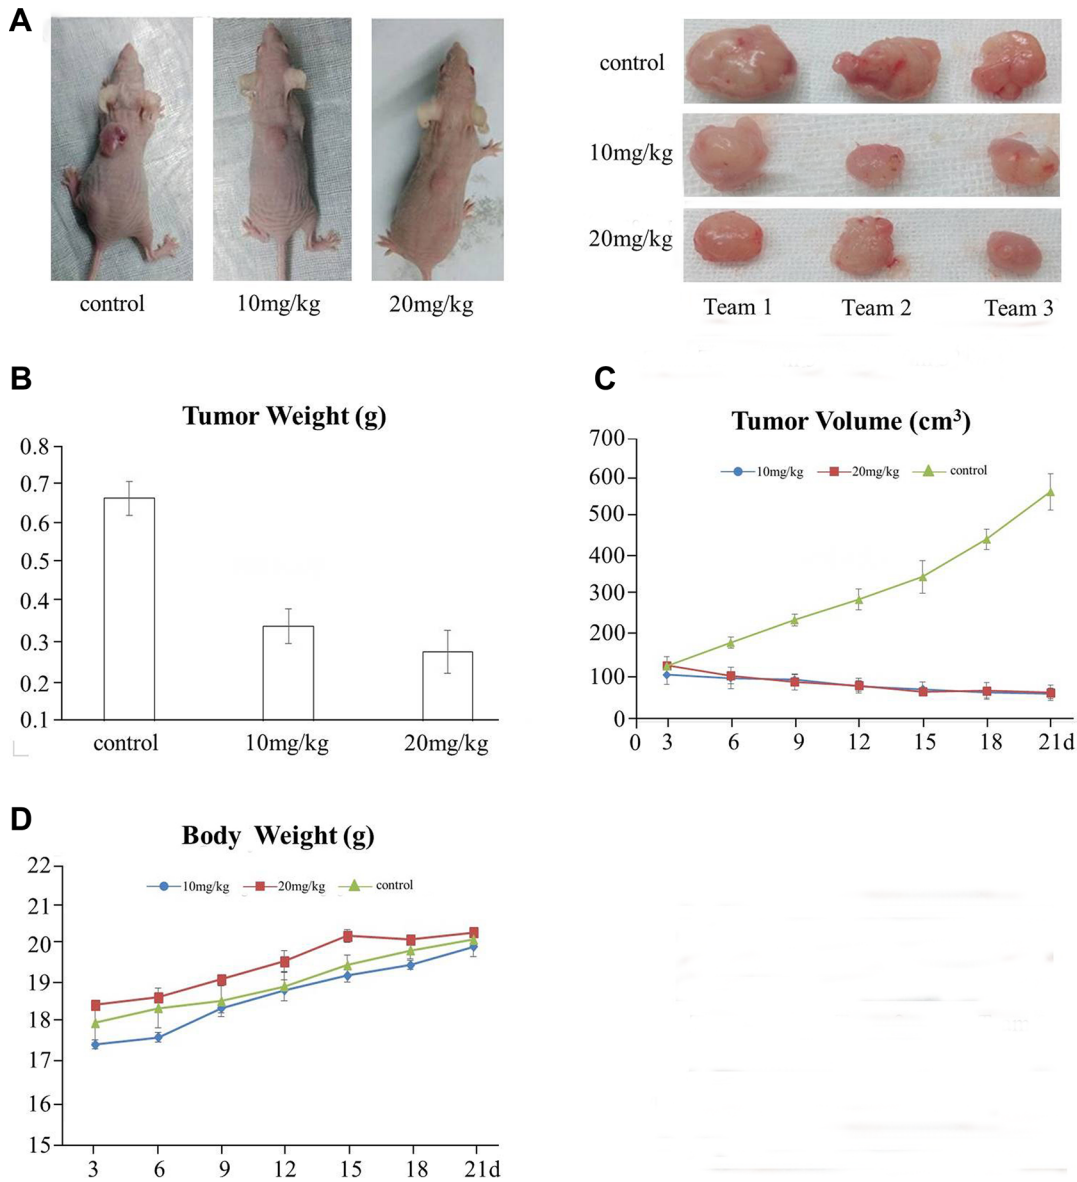 A
control
10mg/kg
20mg/kg
control
10mg/kg
20mg/kg
Team 1
Team 2
Team 3
B
Tumor Weight (g)
0.8
0.7
0.6
0.5
0.4
0.3
0.2
0.1
control
10mg/kg
20mg/kg
C
Tumor Volume (cm³)
10mg/kg
20mg/kg
control
700
600
500
400
300
200
100
0
0 3 6 9 12 15 18 21d
D
Body Weight (g)
10mg/kg
20mg/kg
control
22
21
20
19
18
17
16
15
3 6 9 12 15 18 21d